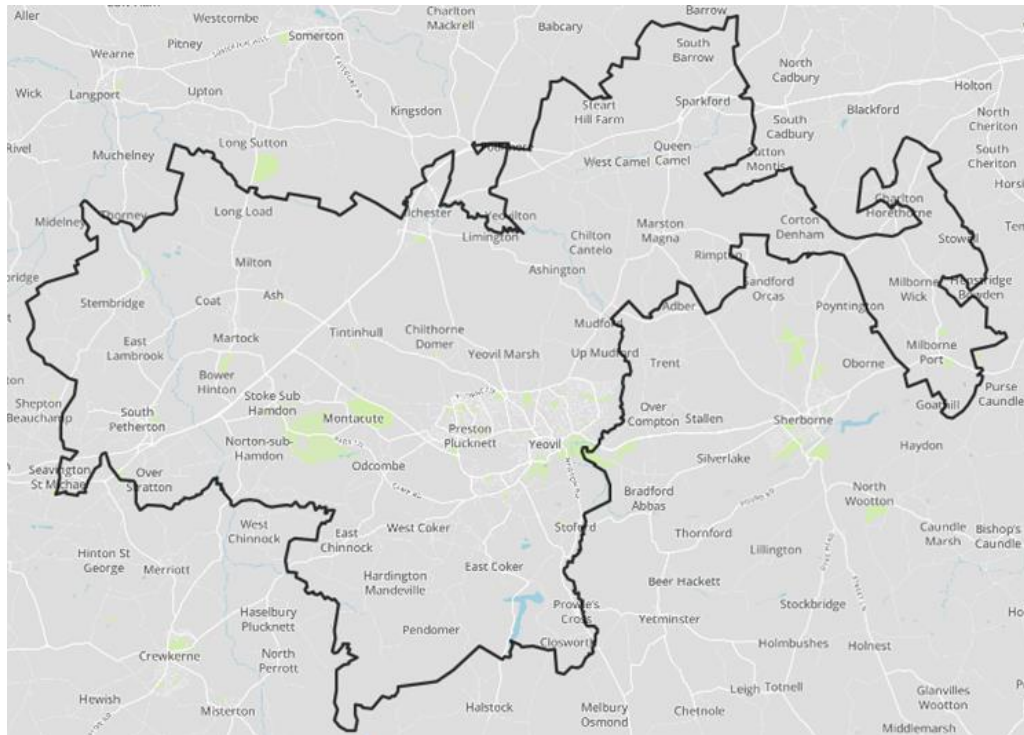 Aller
Westcombe
Charlton
Mackrell
Barrow
Pitney
Somerton
Babcary
Wearne
South
Barrow
North
Cadbury
Wick
Langport
Upton
Kingsdon
Steart
Hill Farm
Sparkford
Blackford
Holton
North
Cheriton
Muchelney
Long Sutton
South
Cadbury
West Camel
Queen
Camel
Sutton
Montis
South
Cheriton
Charlton
Horethorne
Midelney
Thorney
Long Load
Yeovilton
Limington
Marston
Magna
Corton
Denham
Stowell
Chilton
Cantelo
Rimpton
Milton
Ashington
Sandford
Orcas
Milborne
Wick
Henstridge
Bowden
Stembridge
Coat
Ash
Adber
Poyntington
Tintinhull
Chilthorne
Domer
Mudford
Martock
East
Lambrook
Yeovil Marsh
Up Mudford
Trent
Oborne
Milborne
Port
Bower
Hinton
Stoke Sub
Hamdon
Purse
Caundle
Shepton
Beauchamp
South
Petherton
Montacute
Over
Compton
Stallen
Sherborne
Goathill
Preston
Plucknett
Yeovil
Norton-sub-
Hamdon
Haydon
Odcombe
Silverlake
Seavington
St Michael
Over
Stratton
Bradford
Abbas
North
Wootton
West
Chinnock
East
Chinnock
West Coker
Stoford
Thornford
Caundle
Marsh
Bishop's
Caundle
Hinton St
George
Merriott
East Coker
Lillington
Hardington
Mandeville
Beer Hackett
Haselbury
Plucknett
Prowle's
Cross
Stockbridge
Pendomer
Yetminster
Crewkerne
North
Perrott
Closworth
Holmbushes
Holnest
Hewish
Misterton
Halstock
Melbury
Osmond
Leigh
Totnell
Chetnole
Glanvilles
Wootton
Middlemarsh